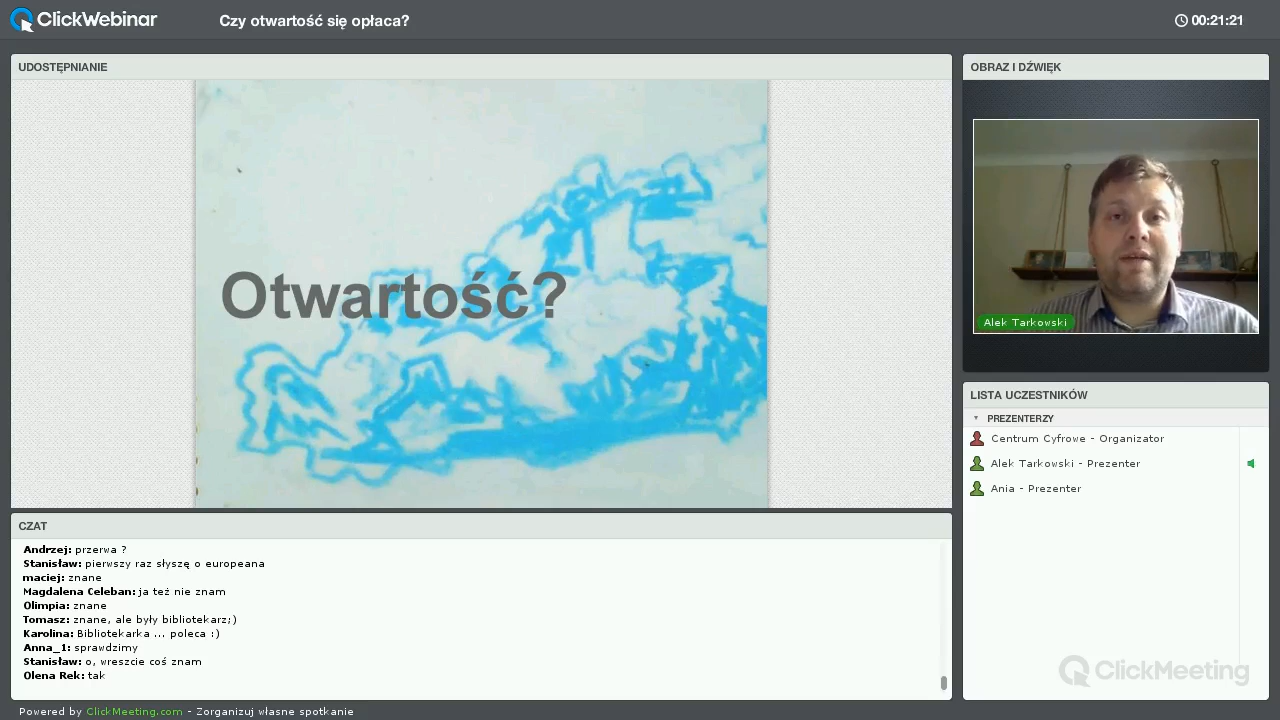 ClickWebinar
Czy otwartość się opłaca?
00:21:21
UDOSTĘPNIANIE
Otwartość?
OBRAZ I DŹWIĘK
Alek Tarkowski
LISTA UCZESTNIKÓW
PREZENTERZY
Centrum Cyfrowe - Organizator
Alek Tarkowski - Prezenter
Ania - Prezenter
ClickMeeting
CZAT
Andrzej: przerwa ?
Stanisław: pierwszy raz słyszę o europeana
maciej: znane
Magdalena Celeban: ja też nie znam
Olimpia: znane
Tomasz: znane, ale były bibliotekarz;)
Karolina: Bibliotekarka ... poleca :)
Anna_1: sprawdzimy
Stanisław: o, wreszcie coś znam
Olena Rek: tak
Powered by ClickMeeting.com - Zorganizuj własne spotkanie